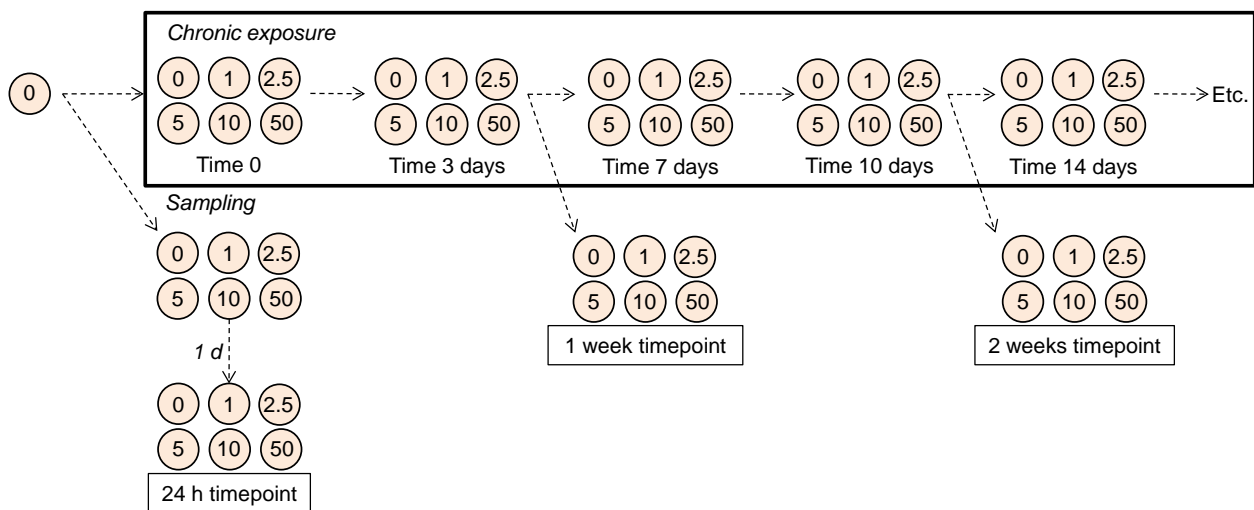 Chronic exposure
0 1 2.5 0 1 2.5 0 1 2.5 0 1 2.5 0 1 2.5
0
Etc.
5 10 50 5 10 50 5 10 50 5 10 50 5 10 50
Time 0 Time 3 days Time 7 days Time 10 days Time 14 days
Sampling
0 1 2.5 0 1 2.5 0 1 2.5
5 10 50 5 10 50 5 10 50
1 d 1 week timepoint 2 weeks timepoint
0 1 2.5
5 10 50
24 h timepoint